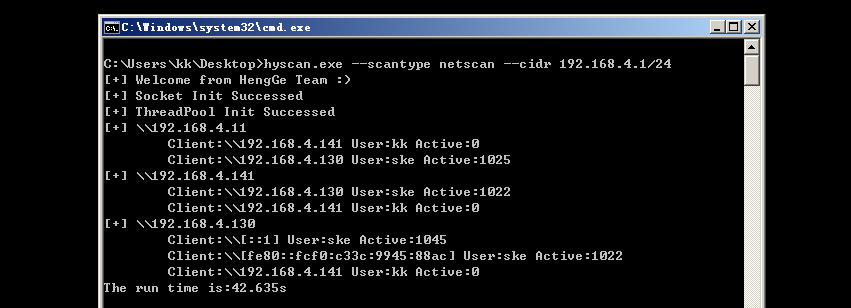 C:\Windows\system32\cmd.exe
C:\Users\kk\Desktop>hyscan.exe --scantype netscan --cidr 192.168.4.1/24
[+] Welcome from HengGe Team :)
[+] Socket Init Successed
[+] ThreadPool Init Successed
[+] \\192.168.4.11
Client:\\192.168.4.141 User:kk Active:0
Client:\\192.168.4.130 User:ske Active:1025
[+] \\192.168.4.141
Client:\\192.168.4.130 User:ske Active:1022
Client:\\192.168.4.141 User:kk Active:0
[+] \\192.168.4.130
Client:\\[::1] User:ske Active:1045
Client:\\[fe80::fcf0:c33c:9945:88ac] User:ske Active:1022
Client:\\192.168.4.141 User:kk Active:0
The run time is:42.635s